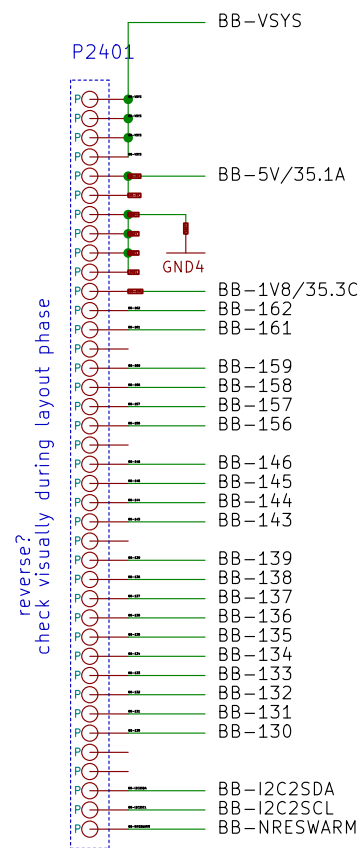 BB-VSYS
P2401
BB-5V/35.1A
GND4
BB-1V8/35.3C
BB-162
BB-161
BB-159
BB-158
BB-157
BB-156
BB-146
BB-145
BB-144
BB-143
BB-139
BB-138
BB-137
BB-136
BB-135
BB-134
BB-133
BB-132
BB-131
BB-130
BB-I2C2SDA
BB-I2C2SCL
BB-NRESWARM
reverse?
check visually during layout phase